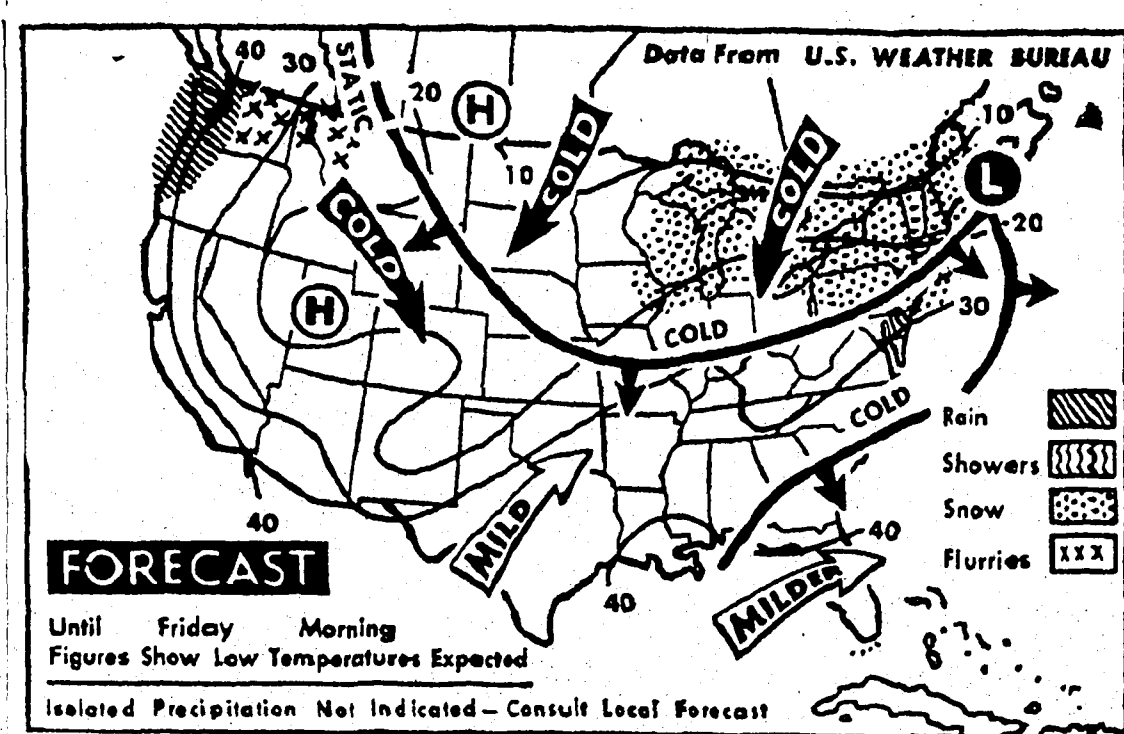 Data From U.S. WEATHER BUREAU
40
30
STATIC
20
H
COLD
10
COLD
10
L
COLD
20
H
30
COLD
COLD
Rain
Showers
Snow
Flurries
MILD
40
40
40
MILDER
FORECAST
Until Friday Morning
Figures Show Low Temperatures Expected
Isolated Precipitation Not Indicated — Consult Local Forecast
xxx